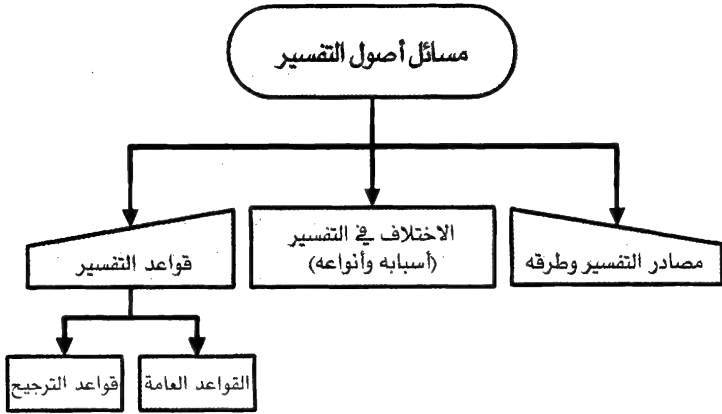 مسائل أصول التفسير
مصادر التفسير وطرقه
الاختلاف في التفسير
(أسبابه وأنواعه)
قواعد التفسير
القواعد العامة
قواعد الترجيح